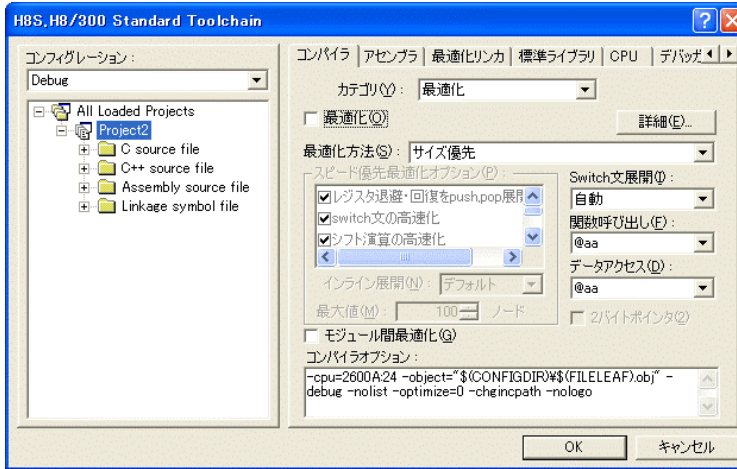 H8S,H8/300 Standard Toolchain
コンフィグレーション：
Debug
All Loaded Projects
Project2
C source file
C++ source file
Assembly source file
Linkage symbol file
コンパイラ アセンブラ 最適化リンカ 標準ライブラリ CPU デバッガ
カテゴリ(Y)： 最適化
最適化(O)
詳細(E)...
最適化方法(S)： サイズ優先
スピード優先最適化オプション(P)：
レジスタ退避・回復をpush,pop展開
switch文の高速化
シフト演算の高速化
インライン展開(N)： デフォルト
最大値(M)： 100 ノード
Switch文展開(I)：
自動
関数呼び出し(F)：
@aa
データアクセス(D)：
@aa
2バイトポインタ(2)
モジュール間最適化(G)
コンパイラオプション：
-cpu=2600A:24 -object="$(CONFIGDIR)¥$(FILELEAF).obj" -
debug -nolist -optimize=0 -chgincpath -nologo
OK キャンセル